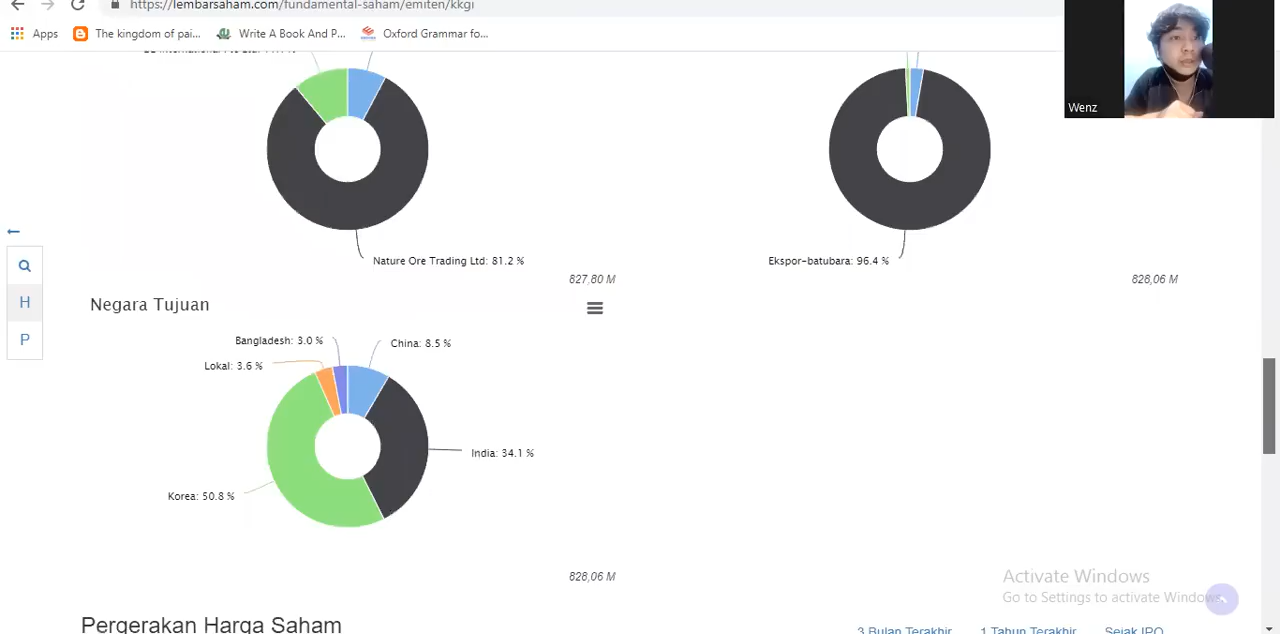 https://lembarsaham.com/fundamental-saham/emiten/kkgi
Apps The kingdom of pai... Write A Book And P... Oxford Grammar fo...
Wenz
Nature Ore Trading Ltd: 81.2 %
827,80 M
Ekspor-batubara: 96.4 %
828,06 M
H
P
Negara Tujuan
Bangladesh: 3.0 %
China: 8.5 %
Lokal: 3.6 %
India: 34.1 %
Korea: 50.8 %
828,06 M
Activate Windows
Go to Settings to activate Windows.
Pergerakan Harga Saham
3 Bulan Terakhir 1 Tahun Terakhir Sejak IPO